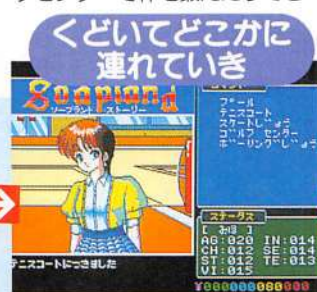 くどいてどこかに
連れていき
Soapland
ソープランド ストーリー
プール
テニスコート
スケートじょう
ゴルフ センター
ボーリングじょう
ステータス
[ みほ ]
AG:020 IN:014
CH:012 SE:014
ST:012 TE:013
VI:015
テニスコートにつきました